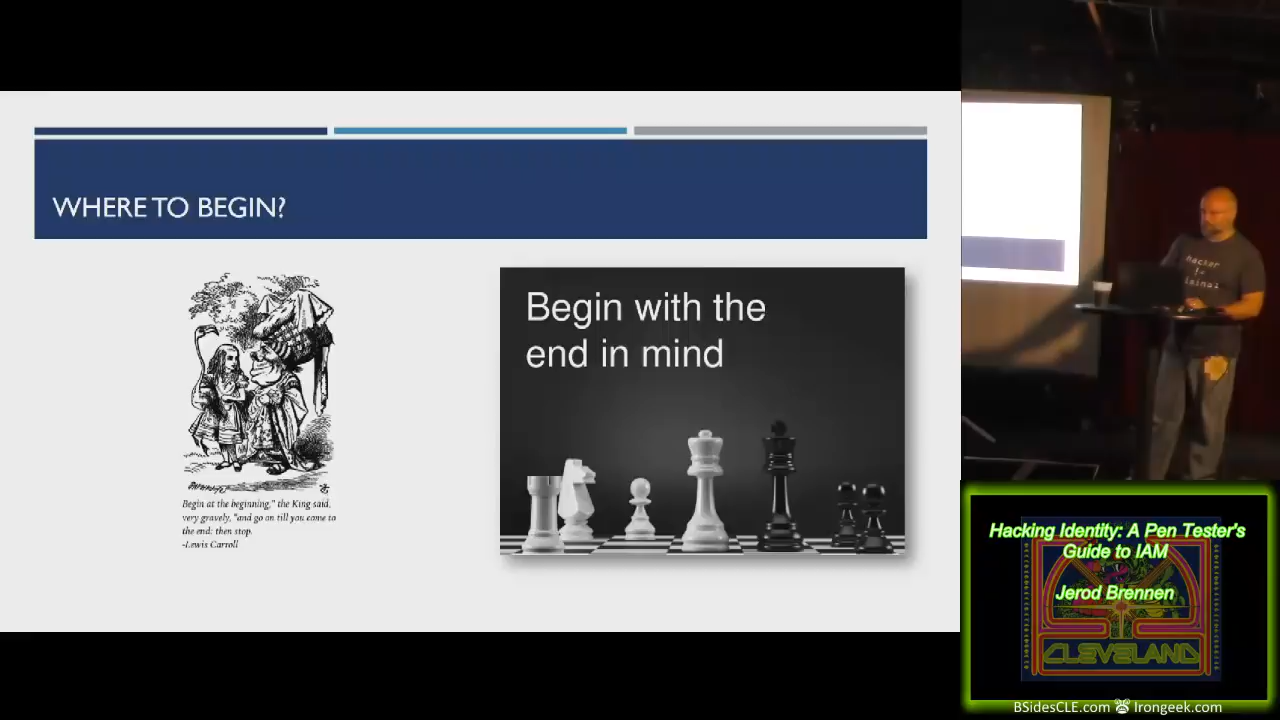 WHERE TO BEGIN?
Begin at the beginning," the King said,
very gravely, "and go on till you come to
the end: then stop.
-Lewis Carroll
Begin with the
end in mind
hacker
!=
Hacking Identity: A Pen Tester's
Guide to IAM
Jerod Brennen
CLEVELAND
BSidesCLE.com Irongeek.com